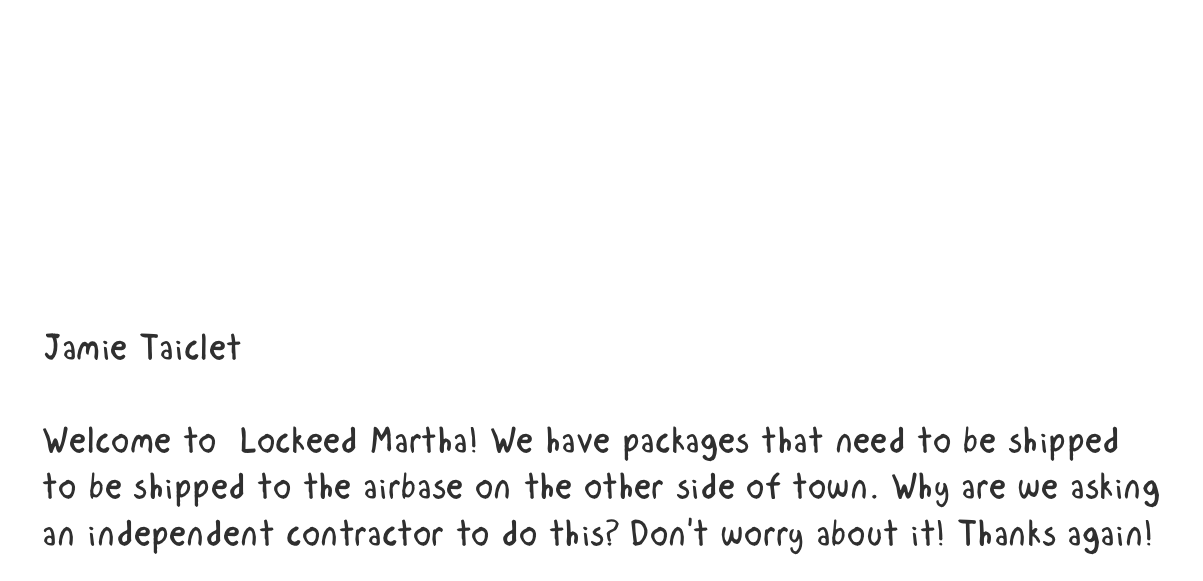 Jamie Taiclet
Welcome to  Lockeed Martha! We have packages that need to be shipped
to be shipped to the airbase on the other side of town. Why are we asking
an independent contractor to do this? Don't worry about it! Thanks again!